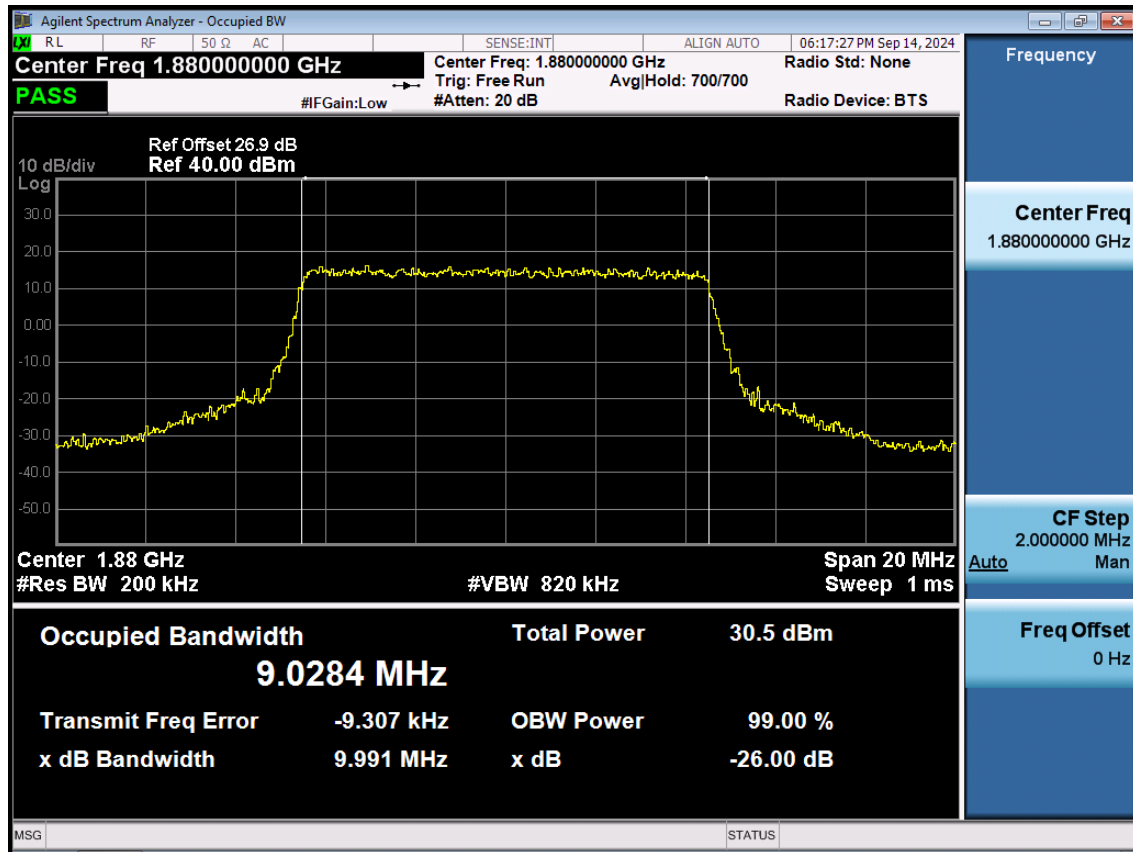 Agilent Spectrum Analyzer - Occupied BW
LXI RL RF 50 Ω AC SENSE:INT ALIGN AUTO 06:17:27 PM Sep 14, 2024
Center Freq 1.880000000 GHz
Center Freq: 1.880000000 GHz
Radio Std: None
Trig: Free Run Avg|Hold: 700/700
PASS
#IFGain:Low
#Atten: 20 dB
Radio Device: BTS
Ref Offset 26.9 dB
10 dB/div Ref 40.00 dBm
Log
30.0
20.0
10.0
0.00
-10.0
-20.0
-30.0
-40.0
-50.0
Center 1.88 GHz Span 20 MHz
#Res BW 200 kHz #VBW 820 kHz Sweep 1 ms
Occupied Bandwidth Total Power 30.5 dBm
9.0284 MHz
Transmit Freq Error -9.307 kHz OBW Power 99.00 %
x dB Bandwidth 9.991 MHz x dB -26.00 dB
MSG STATUS
Frequency
Center Freq
1.880000000 GHz
CF Step
2.000000 MHz
Auto Man
Freq Offset
0 Hz